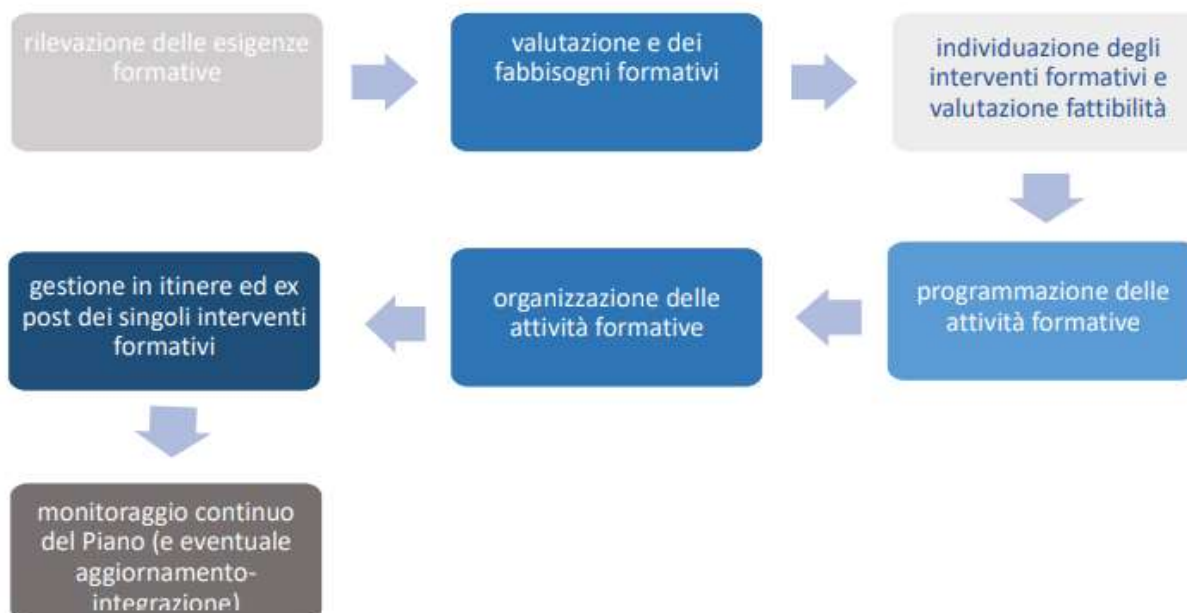 rilevazione delle esigenze
formative
valutazione e dei
fabbisogni formativi
individuazione degli
interventi formativi e
valutazione fattibilità
programmazione delle
attività formative
organizzazione delle
attività formative
gestione in itinere ed ex
post dei singoli interventi
formativi
monitoraggio continuo
del Piano (e eventuale
aggiornamento-
integrazione)